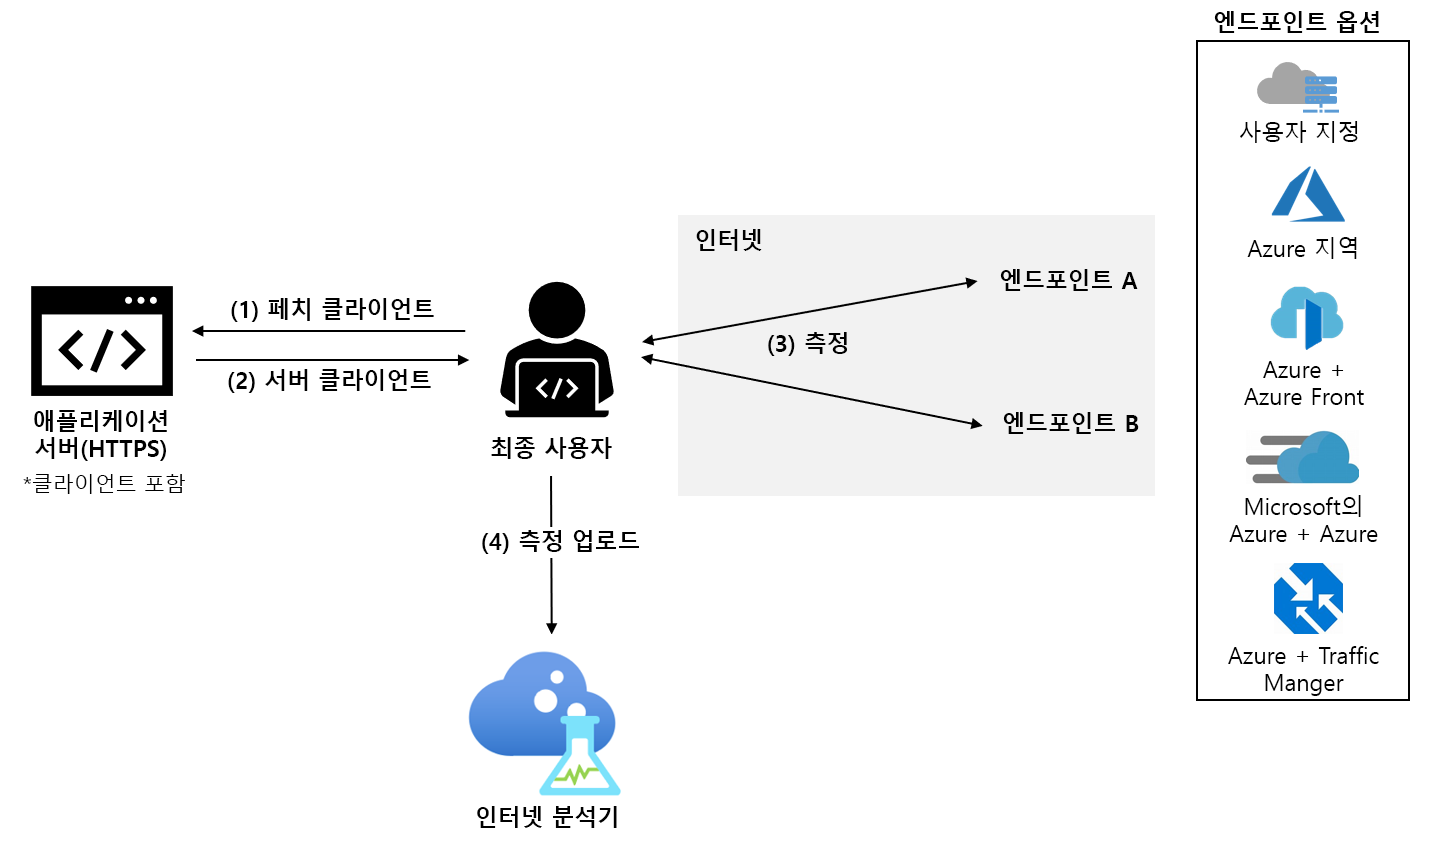 엔드포인트 옵션
사용자 지정
Azure 지역
Azure +
Azure Front
Microsoft의
Azure + Azure
Azure + Traffic
Manger
인터넷
엔드포인트 A
(3) 측정
엔드포인트 B
(1) 페치 클라이언트
(2) 서버 클라이언트
애플리케이션
서버(HTTPS)
*클라이언트 포함
최종 사용자
(4) 측정 업로드
인터넷 분석기